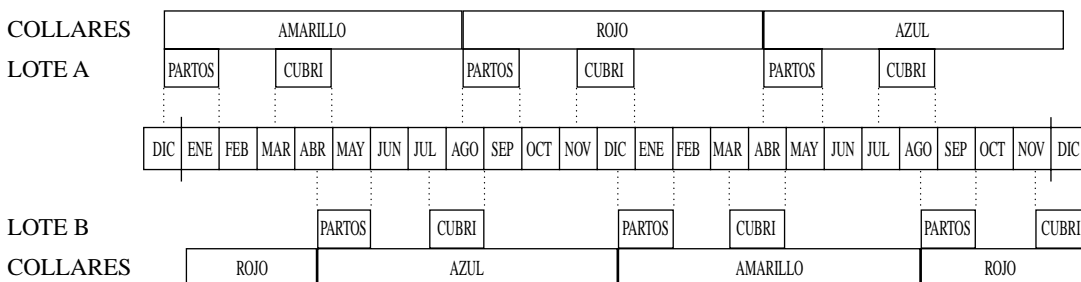 COLLARES AMARILLO ROJO AZUL
LOTE A PARTOS CUBRI PARTOS CUBRI PARTOS CUBRI
DIC ENE FEB MAR ABR MAY JUN JUL AGO SEP OCT NOV DIC ENE FEB MAR ABR MAY JUN JUL AGO SEP OCT NOV DIC
LOTE B PARTOS CUBRI PARTOS CUBRI PARTOS CUBRI
COLLARES ROJO AZUL AMARILLO ROJO